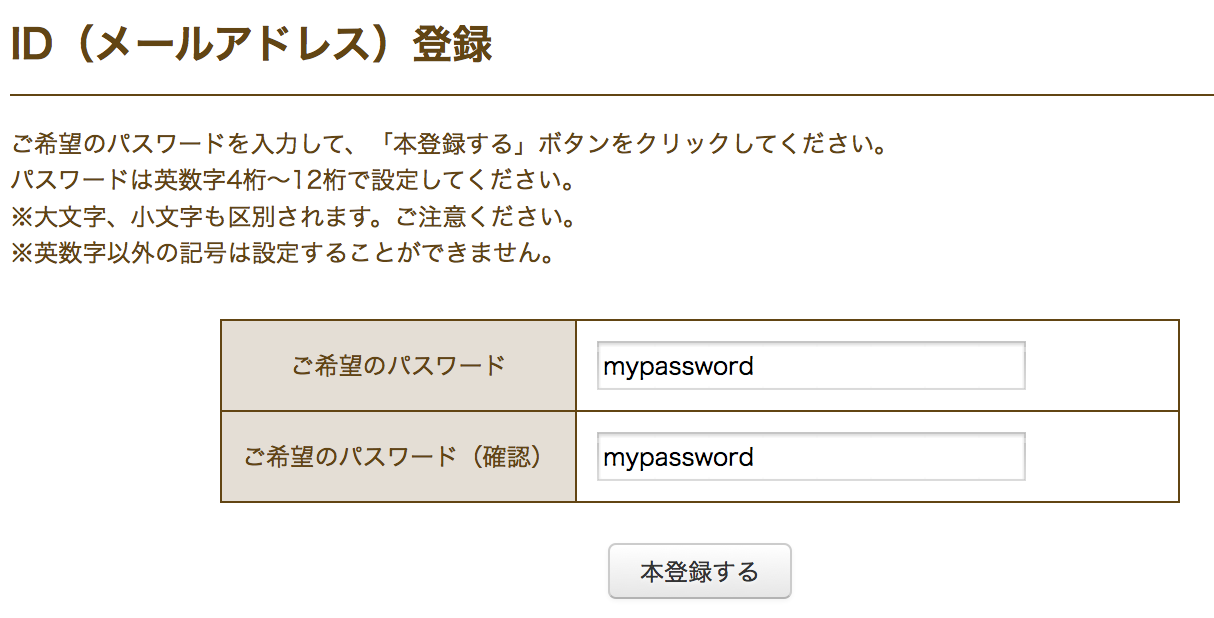 ID（メールアドレス）登録
ご希望のパスワードを入力して、「本登録する」ボタンをクリックしてください。
パスワードは英数字4桁〜12桁で設定してください。
※大文字、小文字も区別されます。ご注意ください。
※英数字以外の記号は設定することができません。
ご希望のパスワード
mypassword
ご希望のパスワード（確認）
mypassword
本登録する